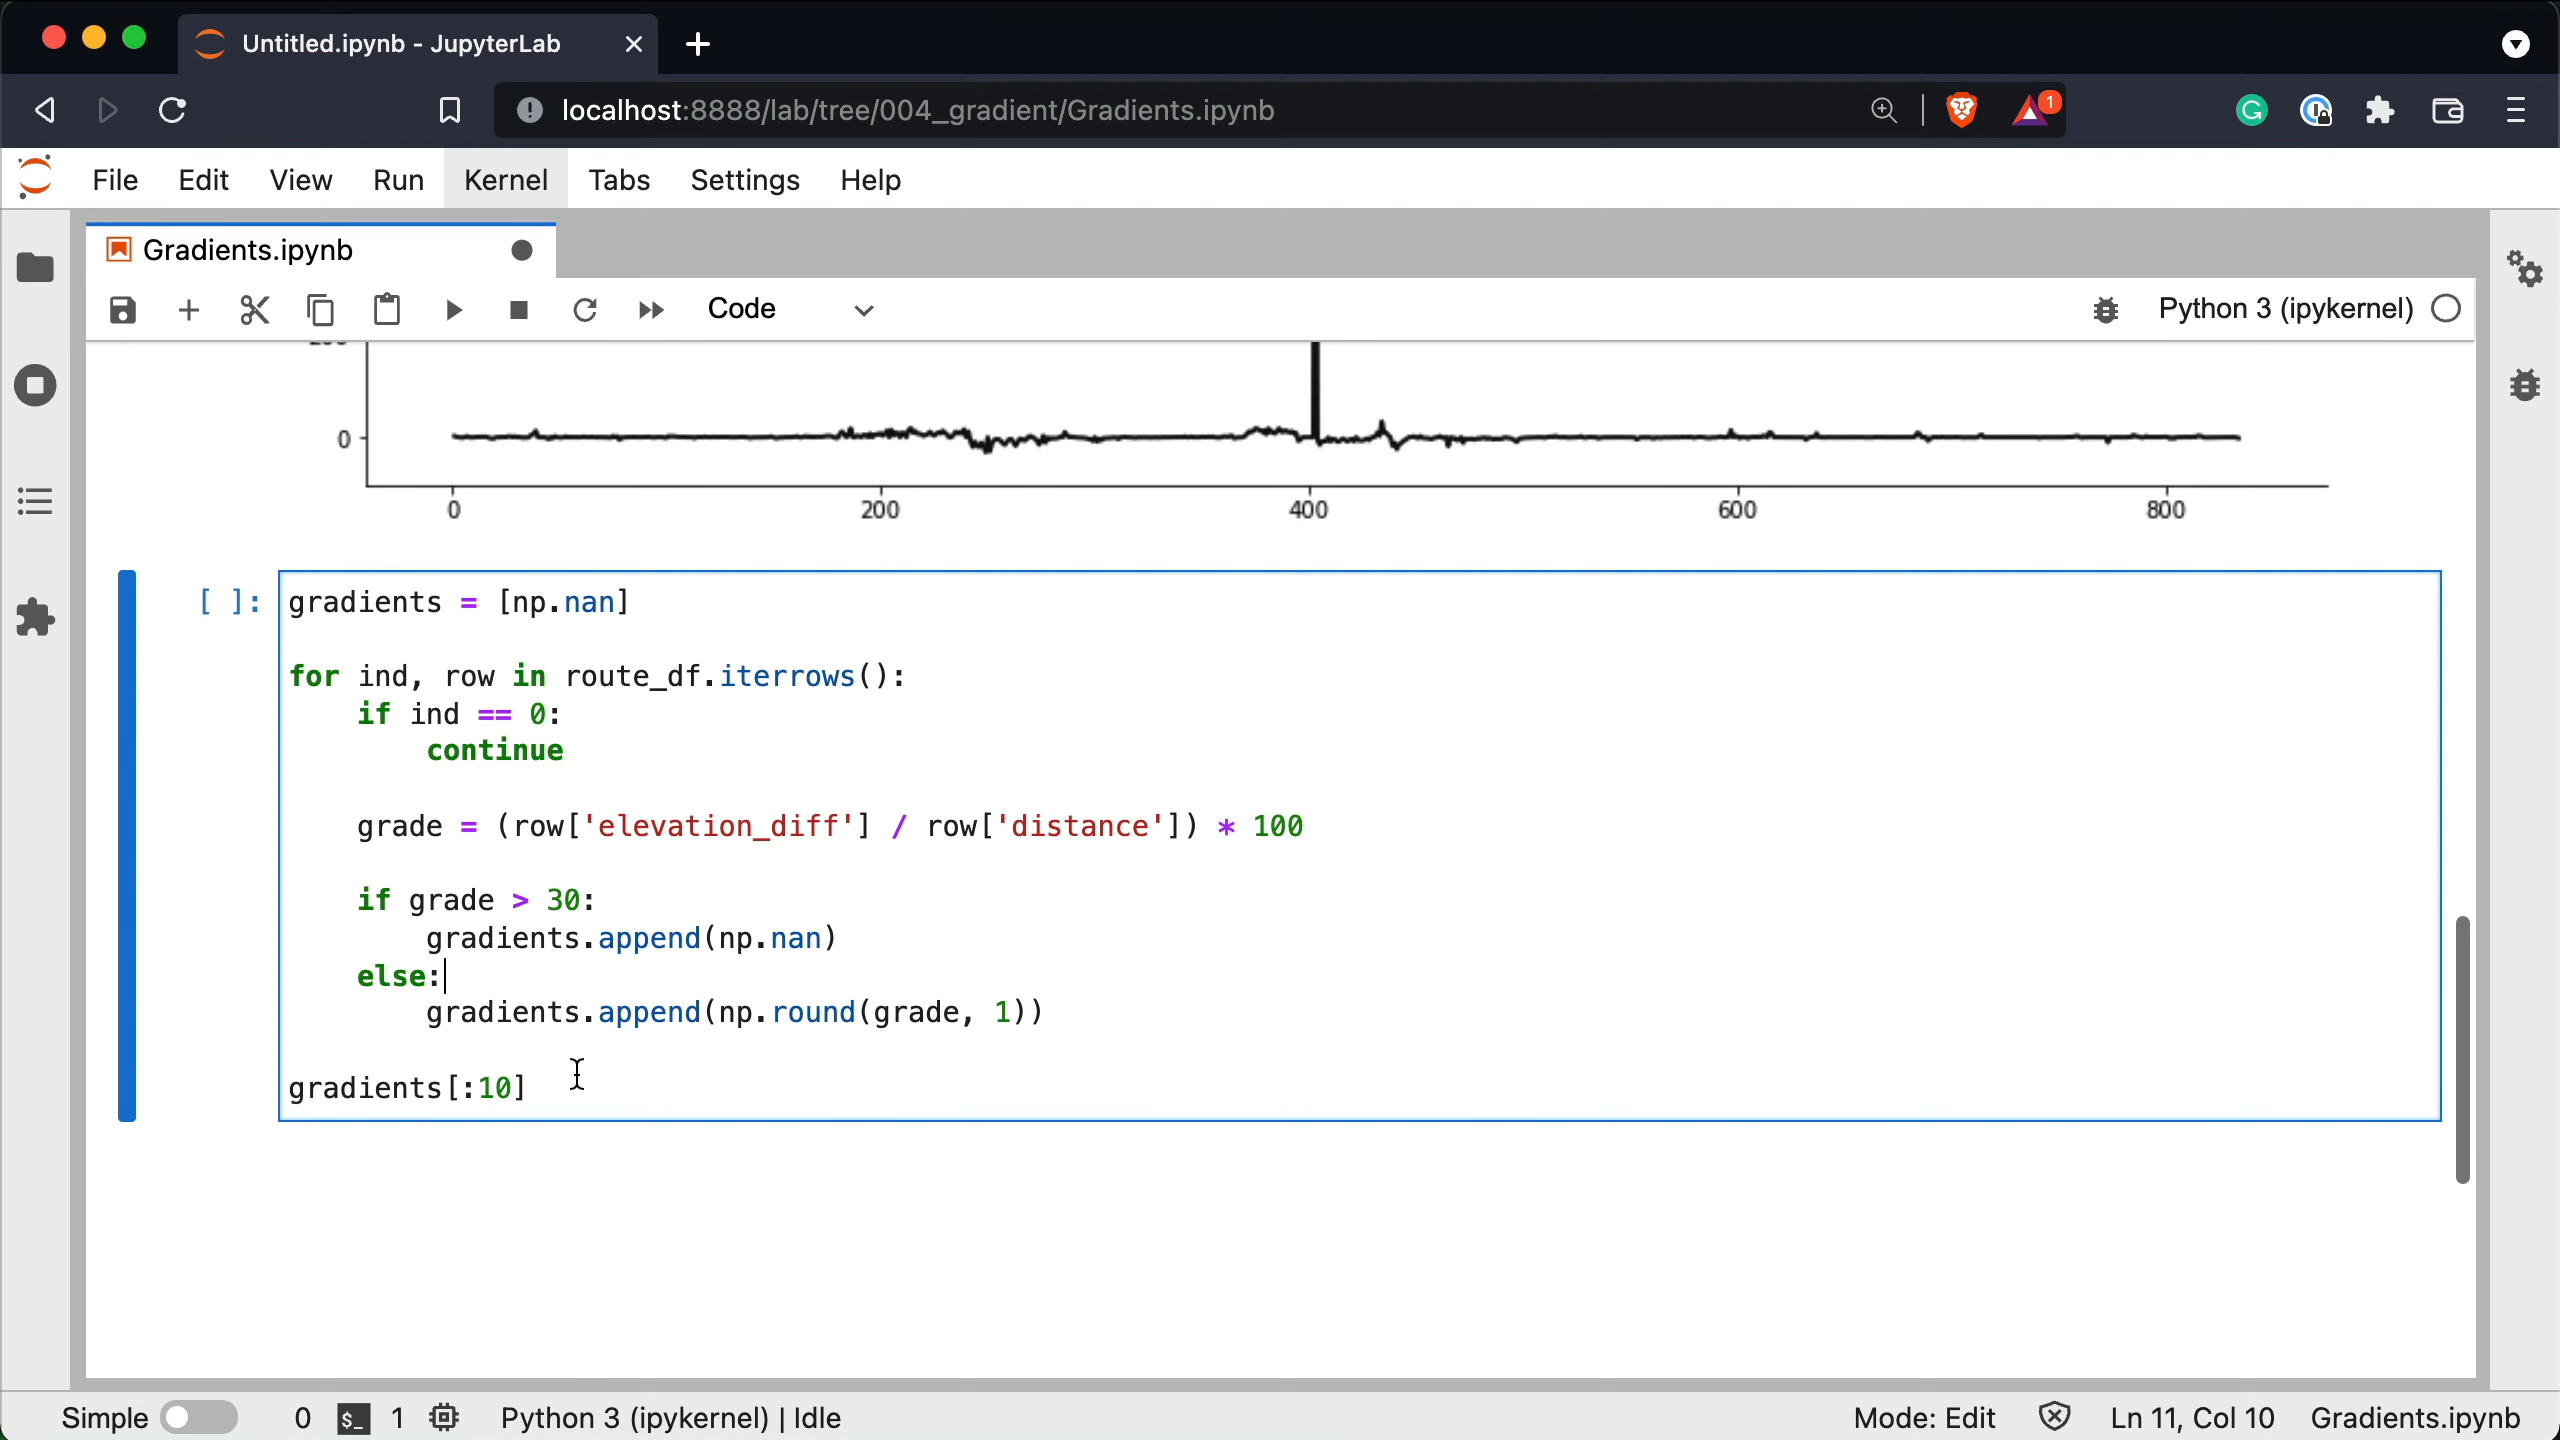 Untitled.ipynb - JupyterLab
localhost:8888/lab/tree/004_gradient/Gradients.ipynb
1
File Edit View Run Kernel Tabs Settings Help
Gradients.ipynb
Code
Python 3 (ipykernel)
0
0 200 400 600 800
[ ]:
gradients = [np.nan]
for ind, row in route_df.iterrows():
    if ind == 0:
        continue
    grade = (row['elevation_diff'] / row['distance']) * 100
    if grade > 30:
        gradients.append(np.nan)
    else:
        gradients.append(np.round(grade, 1))
gradients[:10]
Simple 0 $_ 1 Python 3 (ipykernel) | Idle Mode: Edit Ln 11, Col 10 Gradients.ipynb